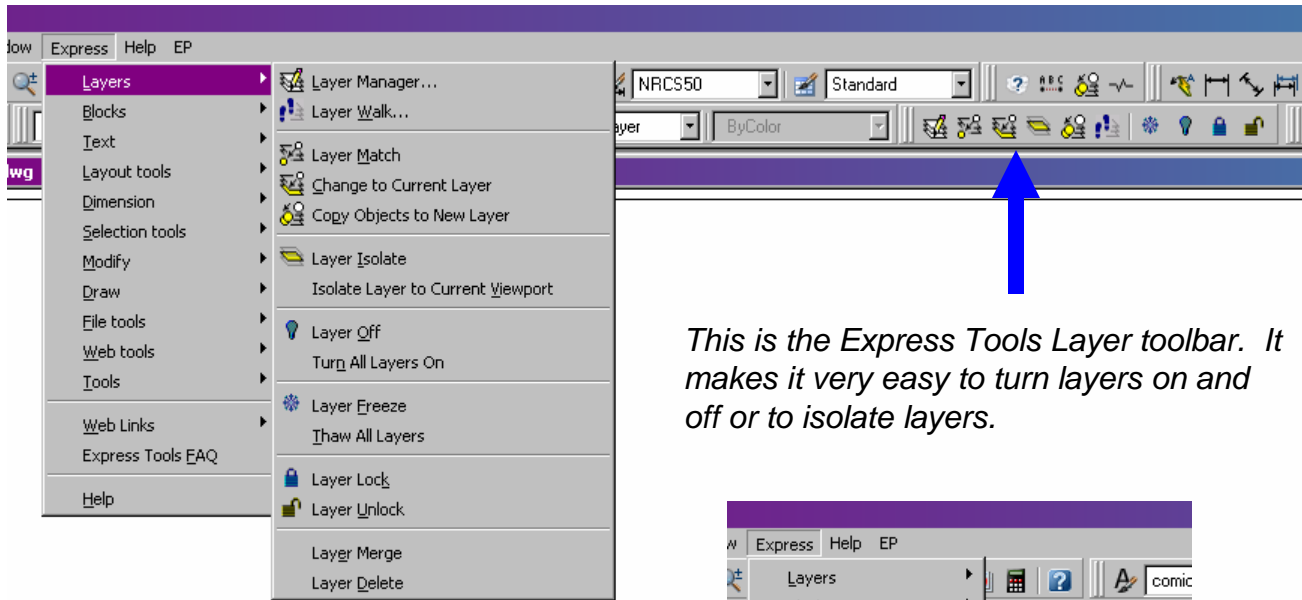 dow Express Help EP
NRCS50 Standard
ayer ByColor
wg
Layers
Blocks
Text
Layout tools
Dimension
Selection tools
Modify
Draw
File tools
Web tools
Tools
Web Links
Express Tools FAQ
Help
Layer Manager...
Layer Walk...
Layer Match
Change to Current Layer
Copy Objects to New Layer
Layer Isolate
Isolate Layer to Current Viewport
Layer Off
Turn All Layers On
Layer Freeze
Thaw All Layers
Layer Lock
Layer Unlock
Layer Merge
Layer Delete
This is the Express Tools Layer toolbar. It
makes it very easy to turn layers on and
off or to isolate layers.
w Express Help EP
Layers comic